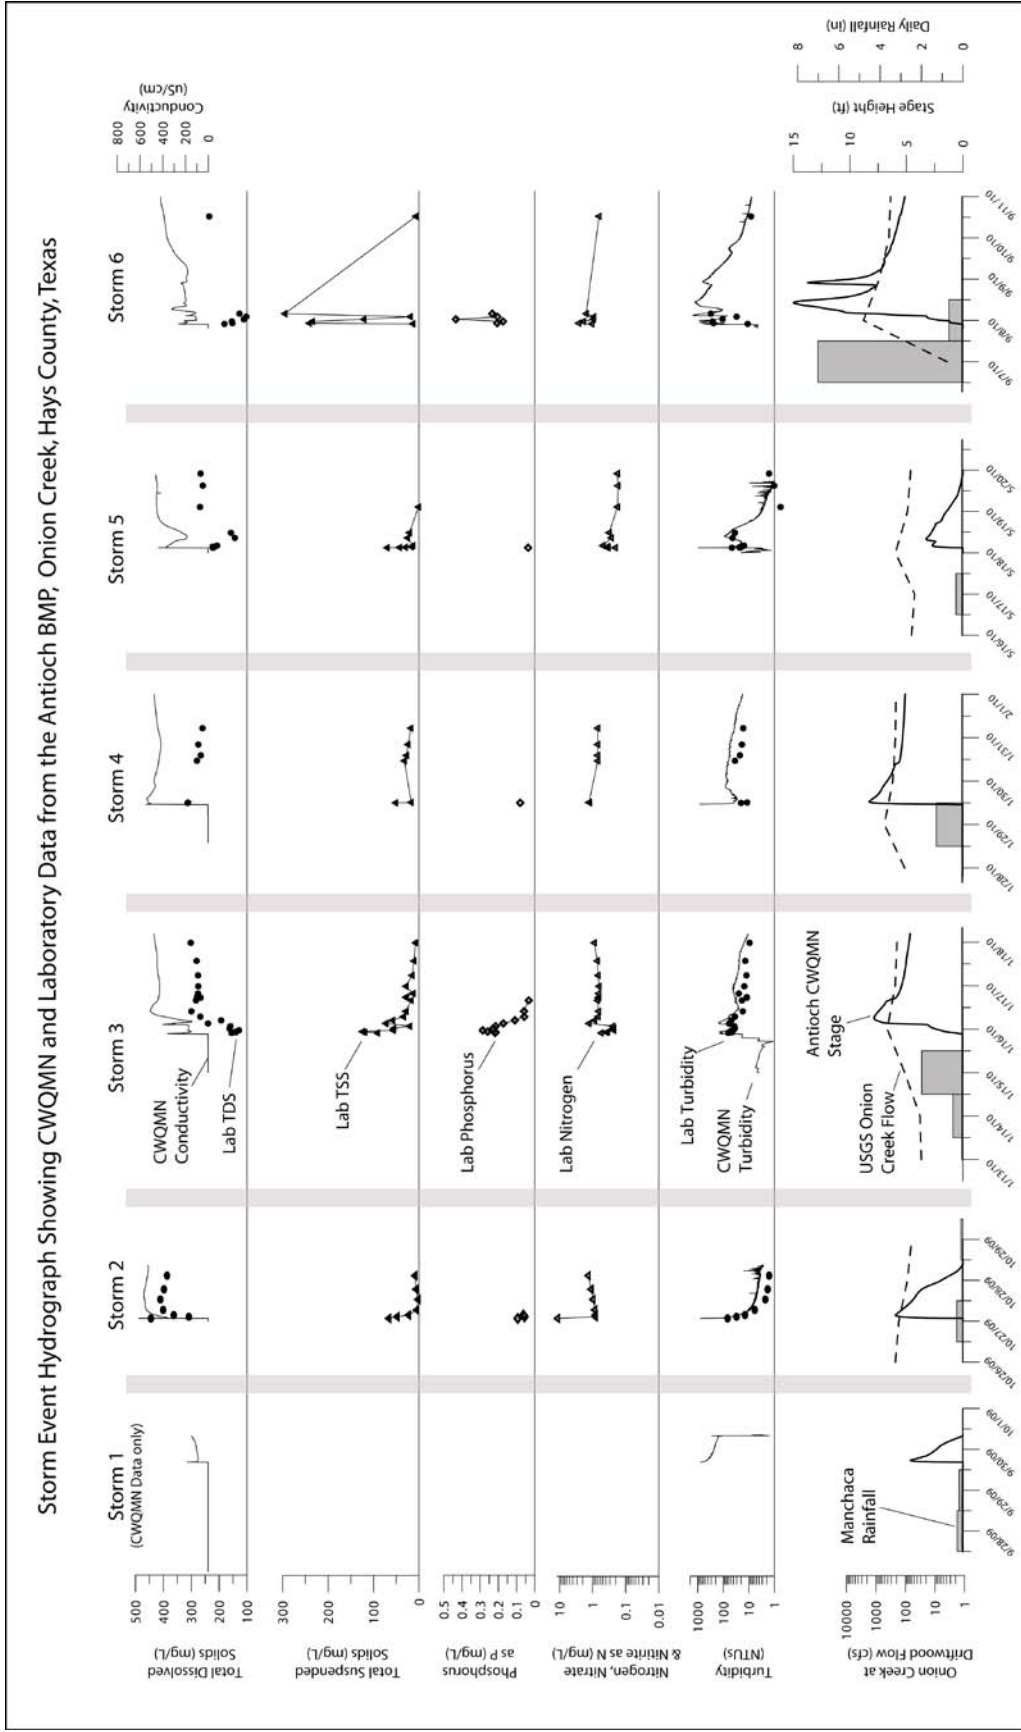 Storm Event Hydrograph Showing CWQMN and Laboratory Data from the Antioch BMP, Onion Creek, Hays County, Texas
Storm 1
(CWQMN Data only)
Storm 2
Storm 3
Storm 4
Storm 5
Storm 6
Total Dissolved
Solids (mg/L)
500
400
300
200
100
0
CWQMN
Conductivity
Lab TDS
Conductivity
(uS/cm)
800
600
400
200
0
Total Suspended
Solids (mg/L)
300
200
100
0
Lab TSS
Phosphorus
as P (mg/L)
0.5
0.4
0.3
0.2
0.1
0
Lab Phosphorus
Nitrogen, Nitrate
& Nitirite as N (mg/L)
10
1
0.1
0.01
Lab Nitrogen
Turbidity
(NTUs)
1000
100
10
1
Lab Turbidity
CWQMN
Turbidity
Onion Creek at
Driftwood Flow (cfs)
10000
1000
100
10
1
Manchaca
Rainfall
USGS Onion
Creek Flow
Antioch CWQMN
Stage
Stage Height (ft)
15
10
5
0
Daily Rainfall (in)
8
6
4
2
0
9/28/09
9/29/09
9/30/09
10/1/09
10/26/09
10/27/09
10/28/09
10/29/09
1/13/10
1/14/10
1/15/10
1/16/10
1/17/10
1/18/10
1/28/10
1/29/10
1/30/10
1/31/10
2/1/10
5/16/10
5/17/10
5/18/10
5/19/10
5/20/10
9/7/10
9/8/10
9/9/10
9/10/10
9/11/10